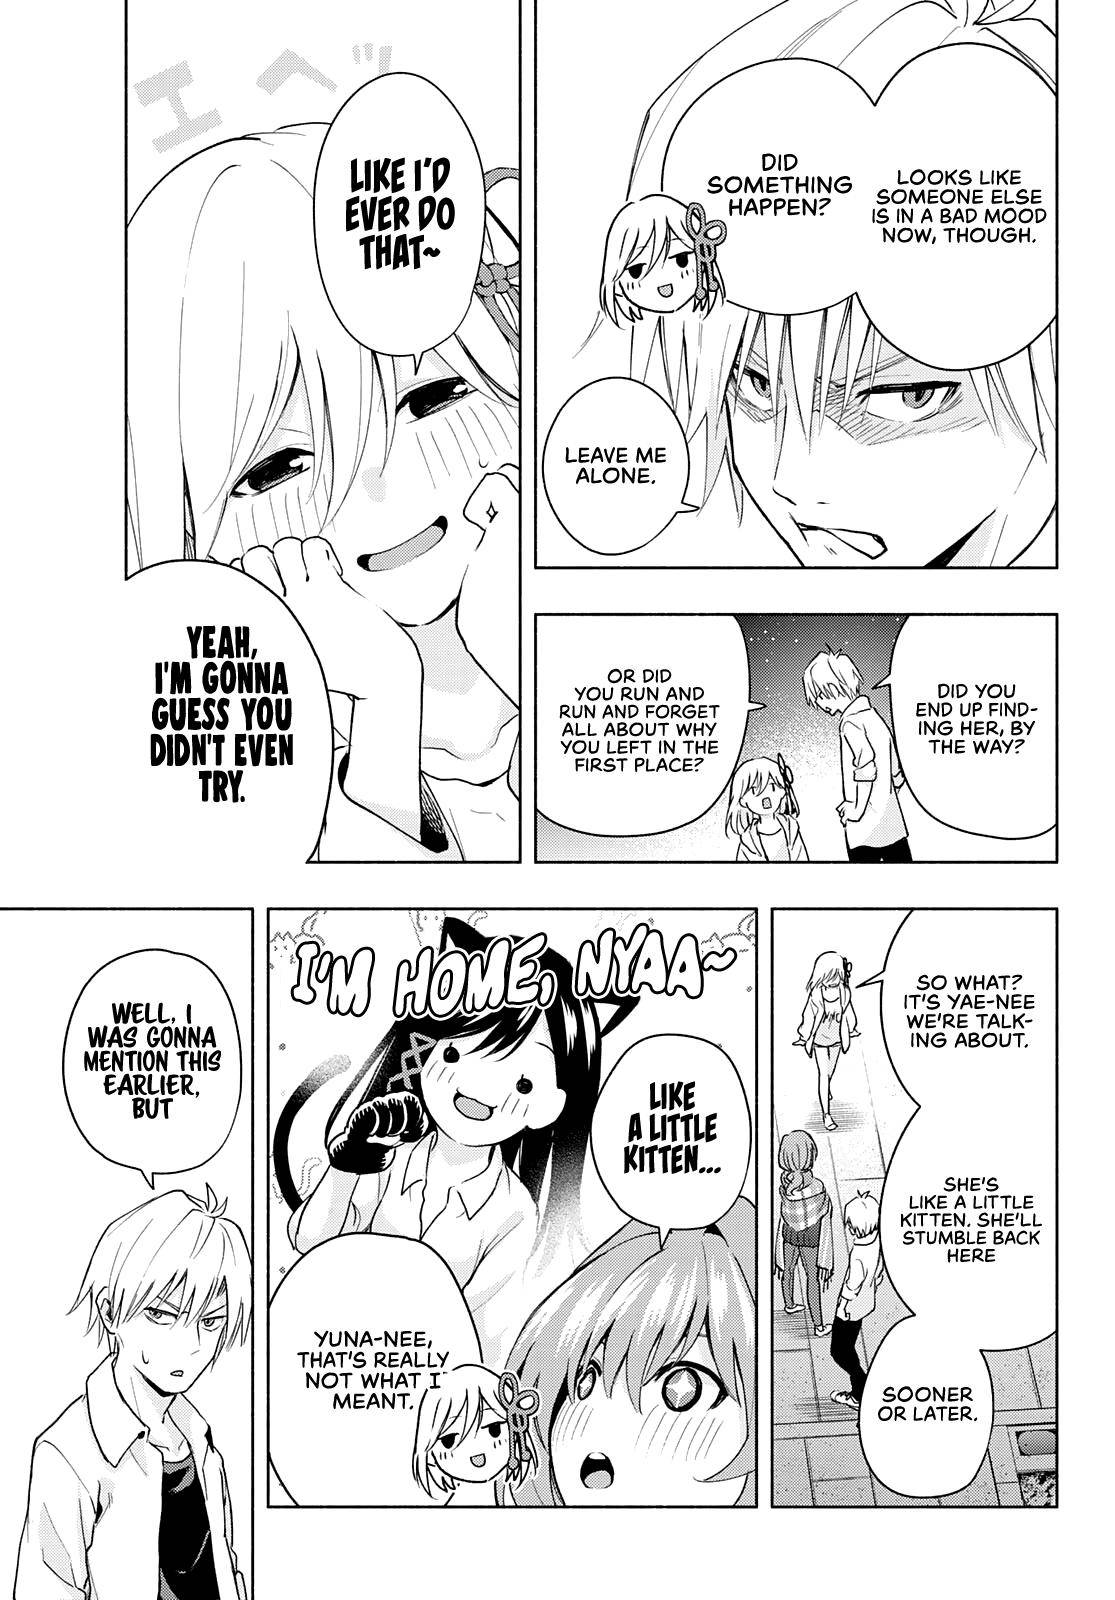 LOOKS LIKE
SOMEONE ELSE
IS IN A BAD MOOD
NOW, THOUGH.
DID
SOMETHING
HAPPEN?
LEAVE ME
ALONE.
DID YOU
END UP FIND-
ING HER, BY
THE WAY?
OR DID
YOU RUN AND
RUN AND FORGET
ALL ABOUT WHY
YOU LEFT IN THE
FIRST PLACE?
エヘッ
LIKE I'D
EVER DO
THAT~
YEAH,
I'M GONNA
GUESS YOU
DIDN'T EVEN
TRY.
SO WHAT?
IT'S YAE-NEE
WE'RE TALK-
ING ABOUT.
SHE'S
LIKE A LITTLE
KITTEN. SHE'LL
STUMBLE BACK
HERE
SOONER
OR LATER.
I'M HOME, NYAA~
LIKE
A LITTLE
KITTEN...
YUNA-NEE,
THAT'S REALLY
NOT WHAT I
MEANT.
WELL, I
WAS GONNA
MENTION THIS
EARLIER,
BUT